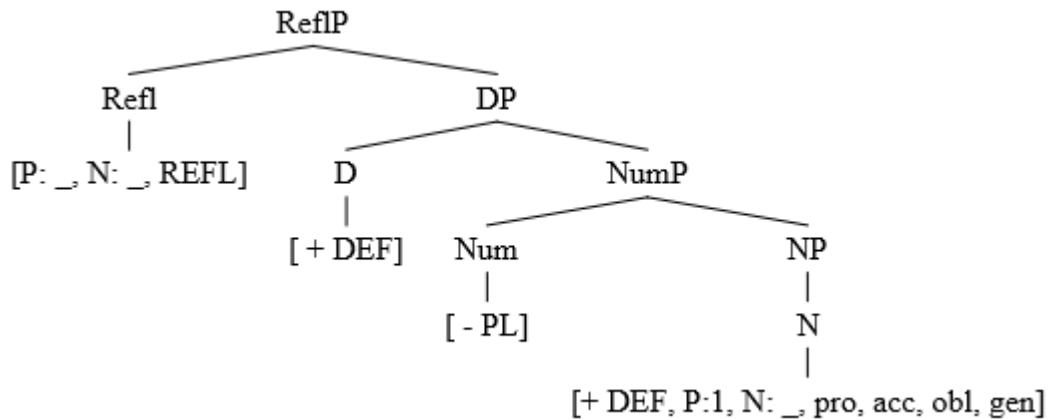 ReflP
Refl DP
[P: _, N: _, REFL] D NumP
[ + DEF] Num NP
[ - PL] N
[+ DEF, P:1, N: _, pro, acc, obl, gen]